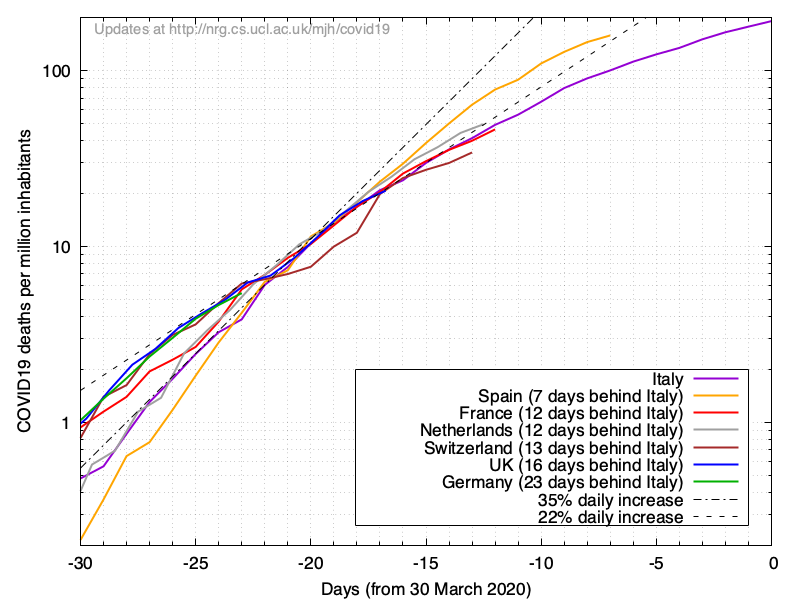 Updates at http://nrg.cs.ucl.ac.uk/mjh/covid19
100
10
1
COVID19 deaths per million inhabitants
Italy
Spain (7 days behind Italy)
France (12 days behind Italy)
Netherlands (12 days behind Italy)
Switzerland (13 days behind Italy)
UK (16 days behind Italy)
Germany (23 days behind Italy)
35% daily increase
22% daily increase
-30 -25 -20 -15 -10 -5 0
Days (from 30 March 2020)